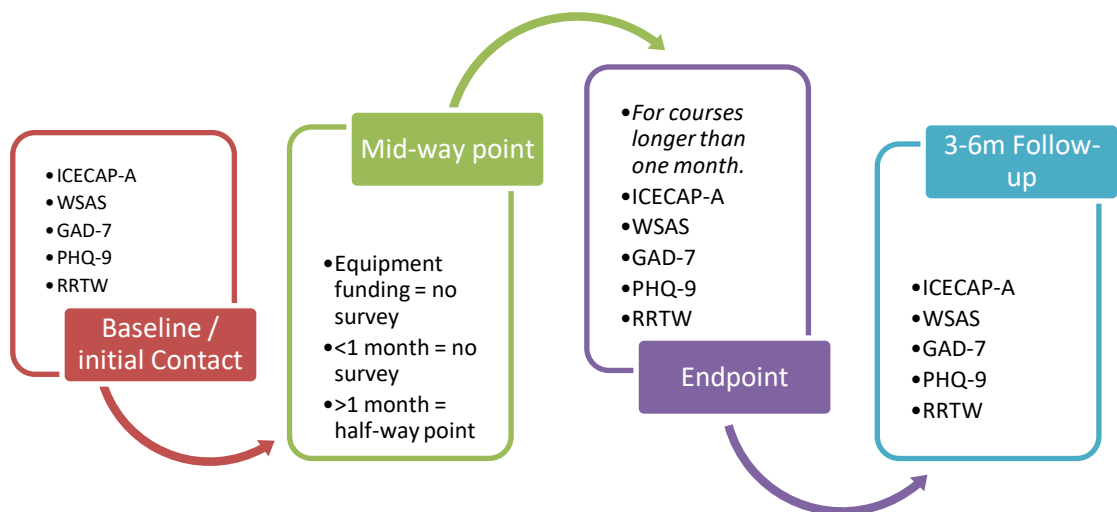 •ICECAP-A
•WSAS
•GAD-7
•PHQ-9
•RRTW
Baseline /
initial Contact
Mid-way point
•Equipment
funding = no
survey
•<1 month = no
survey
•>1 month =
half-way point
•For courses
longer than
one month.
•ICECAP-A
•WSAS
•GAD-7
•PHQ-9
•RRTW
Endpoint
3-6m Follow-
up
•ICECAP-A
•WSAS
•GAD-7
•PHQ-9
•RRTW